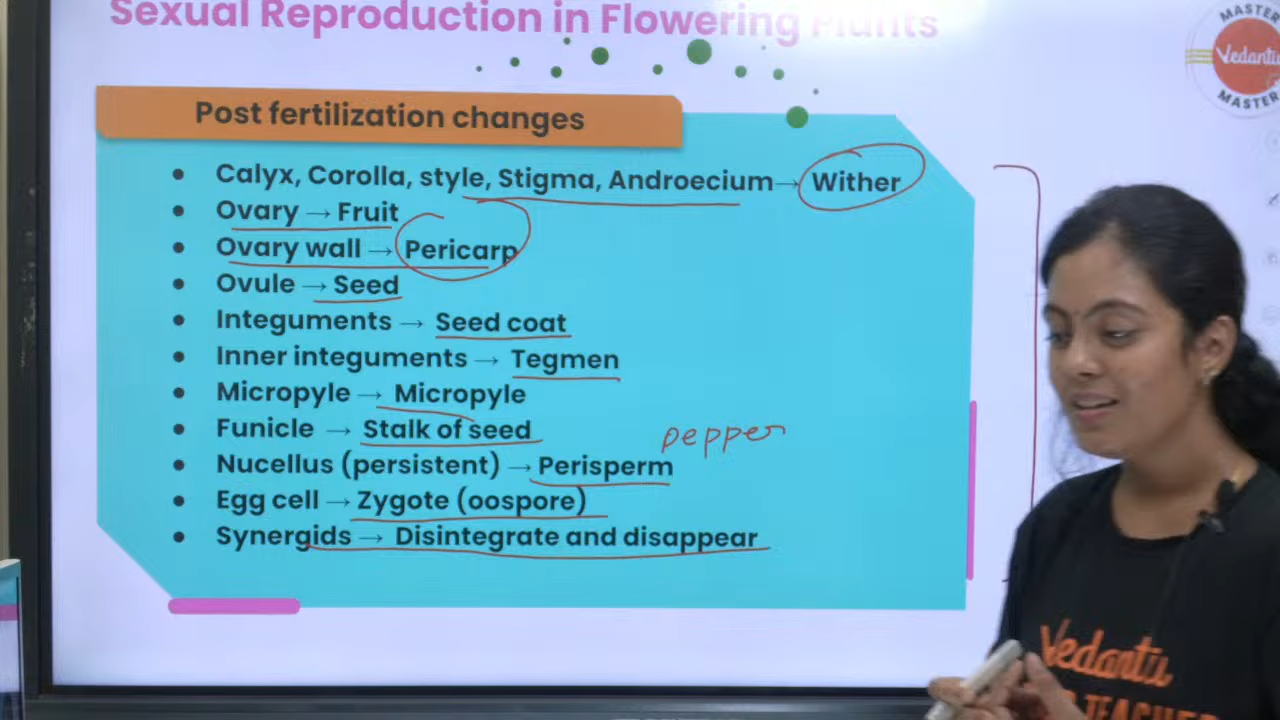 Sexual Reproduction in Flowering Plants
MASTER
Vedantu
MASTER
Post fertilization changes
• Calyx, Corolla, style, Stigma, Androecium→ Wither
• Ovary → Fruit
• Ovary wall → Pericarp
• Ovule → Seed
• Integuments → Seed coat
• Inner integuments → Tegmen
• Micropyle → Micropyle
• Funicle → Stalk of seed
pepper
• Nucellus (persistent) → Perisperm
• Egg cell → Zygote (oospore)
• Synergids → Disintegrate and disappear
Vedantu